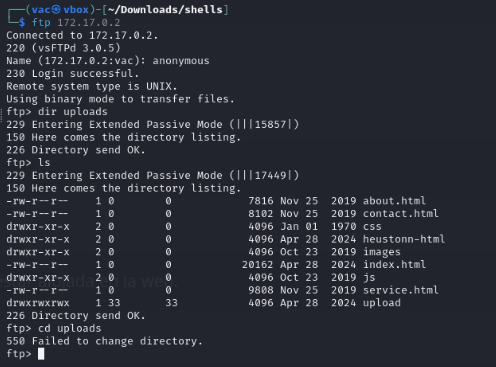 ┌──(vac㉿vbox)-[~/Downloads/shells]
└─$ ftp 172.17.0.2
Connected to 172.17.0.2.
220 (vsFTPd 3.0.5)
Name (172.17.0.2:vac): anonymous
230 Login successful.
Remote system type is UNIX.
Using binary mode to transfer files.
ftp> dir uploads
229 Entering Extended Passive Mode (|||15857|)
150 Here comes the directory listing.
226 Directory send OK.
ftp> ls
229 Entering Extended Passive Mode (|||17449|)
150 Here comes the directory listing.
-rw-r--r-- 1 0 0 7816 Nov 25 2019 about.html
-rw-r--r-- 1 0 0 8102 Nov 25 2019 contact.html
drwxr-xr-x 2 0 0 4096 Jan 01 1970 css
drwxr-xr-x 2 0 0 4096 Apr 28 2024 heustonn-html
drwxr-xr-x 2 0 0 4096 Oct 23 2019 images
-rw-r--r-- 1 0 0 20162 Apr 28 2024 index.html
drwxr-xr-x 2 0 0 4096 Oct 23 2019 js
-rw-r--r-- 1 0 0 9808 Nov 25 2019 service.html
drwxrwxrwx 1 33 33 4096 Apr 28 2024 upload
226 Directory send OK.
ftp> cd uploads
550 Failed to change directory.
ftp>